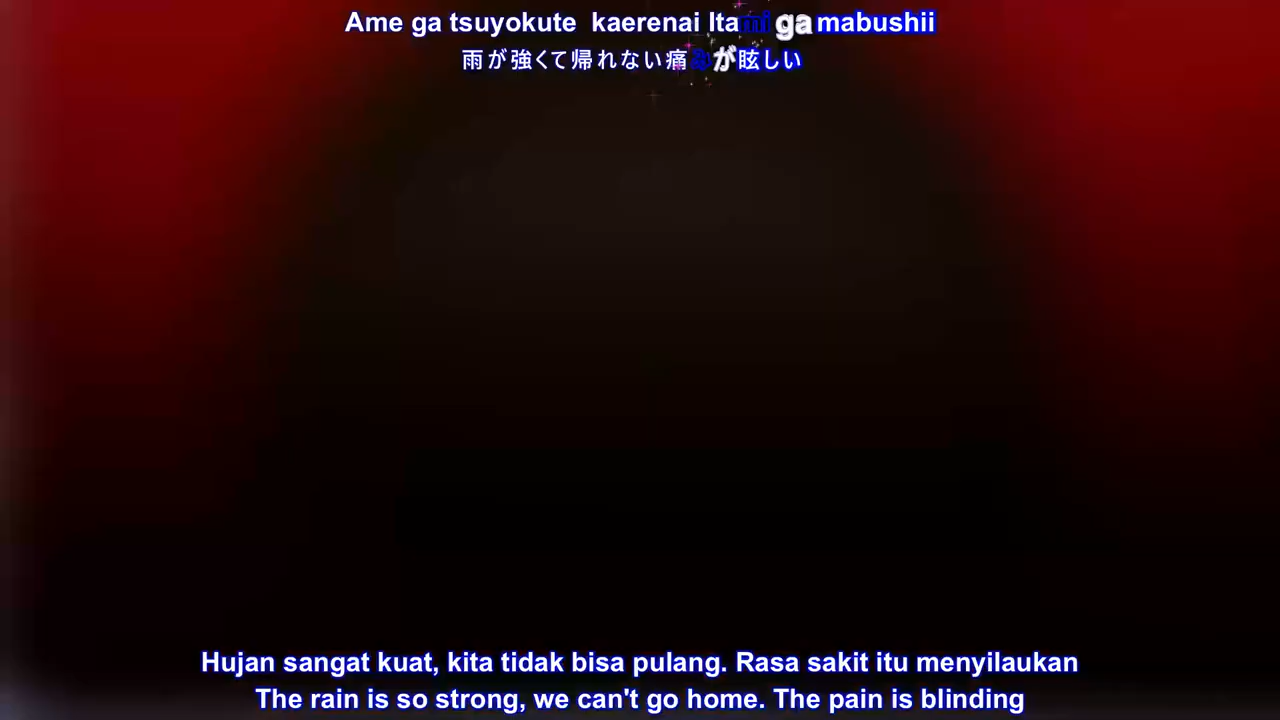 Ame ga tsuyokute kaerenai Itami ga mabushii
雨が強くて帰れない痛みが眩しい
Hujan sangat kuat, kita tidak bisa pulang. Rasa sakit itu menyilaukan
The rain is so strong, we can't go home. The pain is blinding